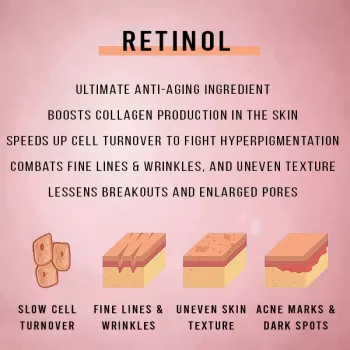 RETINOL
ULTIMATE ANTI-AGING INGREDIENT
BOOSTS COLLAGEN PRODUCTION IN THE SKIN
SPEEDS UP CELL TURNOVER TO FIGHT HYPERPIGMENTATION
COMBATS FINE LINES & WRINKLES, AND UNEVEN TEXTURE
LESSENS BREAKOUTS AND ENLARGED PORES
SLOW CELL
TURNOVER
FINE LINES &
WRINKLES
UNEVEN SKIN
TEXTURE
ACNE MARKS &
DARK SPOTS